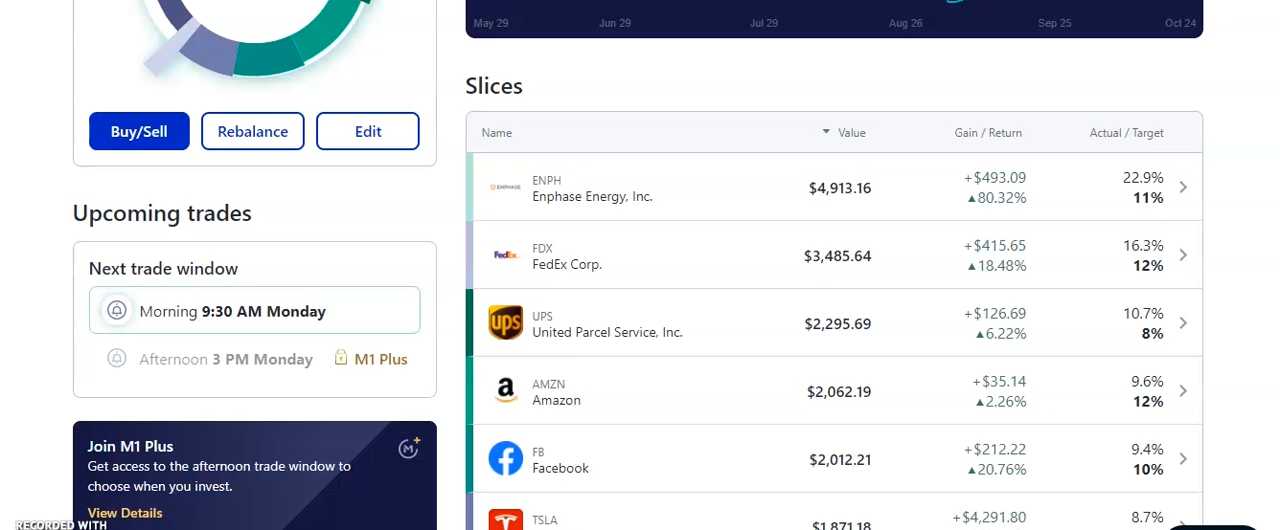 May 29 Jun 29 Jul 29 Aug 26 Sep 25 Oct 24
Buy/Sell Rebalance Edit
Upcoming trades
Next trade window
Morning 9:30 AM Monday
Afternoon 3 PM Monday M1 Plus
Join M1 Plus
Get access to the afternoon trade window to
choose when you invest.
View Details
RECORDED WITH
Slices
Name Value Gain / Return Actual / Target
ENPHASE
ENPH
Enphase Energy, Inc.
$4,913.16
+$493.09
▲80.32%
22.9%
11%
FedEx
FDX
FedEx Corp.
$3,485.64
+$415.65
▲18.48%
16.3%
12%
ups
UPS
United Parcel Service, Inc.
$2,295.69
+$126.69
▲6.22%
10.7%
8%
a
AMZN
Amazon
$2,062.19
+$35.14
▲2.26%
9.6%
12%
f
FB
Facebook
$2,012.21
+$212.22
▲20.76%
9.4%
10%
TSLA
$1,871.18
+$4,291.80
8.7%